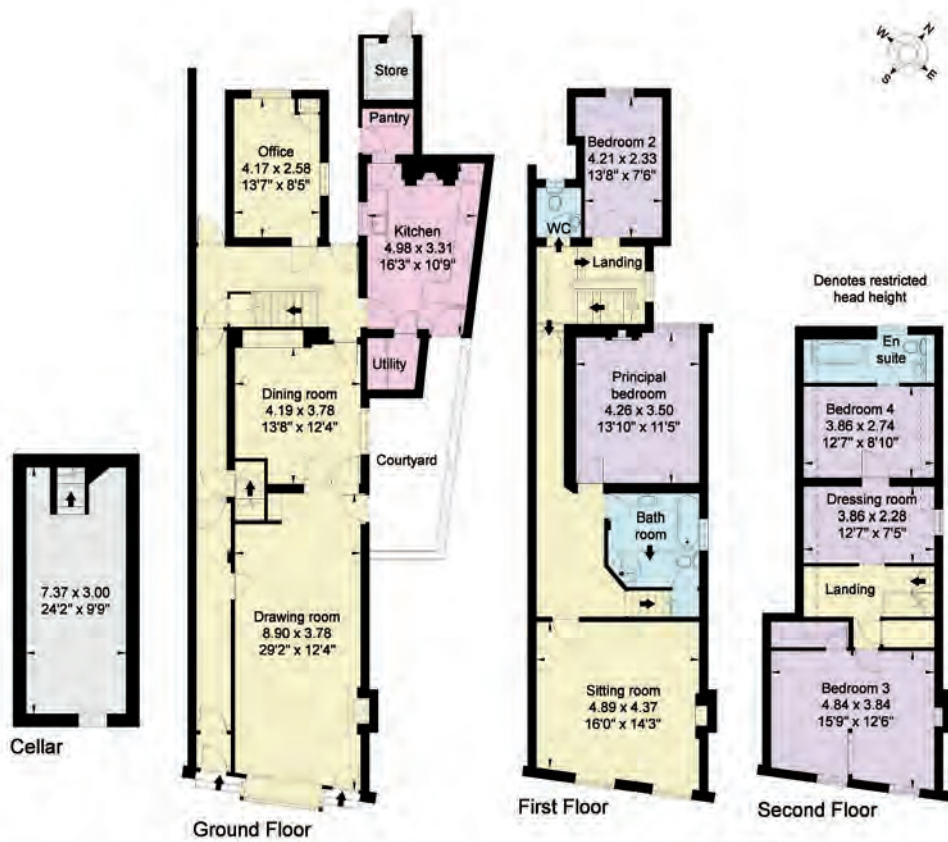 W
N
S
E
Store
Pantry
Office
4.17 x 2.58
13'7" x 8'5"
Kitchen
4.98 x 3.31
16'3" x 10'9"
Utility
Dining room
4.19 x 3.78
13'8" x 12'4"
Courtyard
Drawing room
8.90 x 3.78
29'2" x 12'4"
7.37 x 3.00
24'2" x 9'9"
Cellar
Ground Floor
Bedroom 2
4.21 x 2.33
13'8" x 7'6"
WC
Landing
Principal
bedroom
4.26 x 3.50
13'10" x 11'5"
Bath
room
Sitting room
4.89 x 4.37
16'0" x 14'3"
First Floor
Denotes restricted
head height
En
suite
Bedroom 4
3.86 x 2.74
12'7" x 8'10"
Dressing room
3.86 x 2.28
12'7" x 7'5"
Landing
Bedroom 3
4.84 x 3.84
15'9" x 12'6"
Second Floor